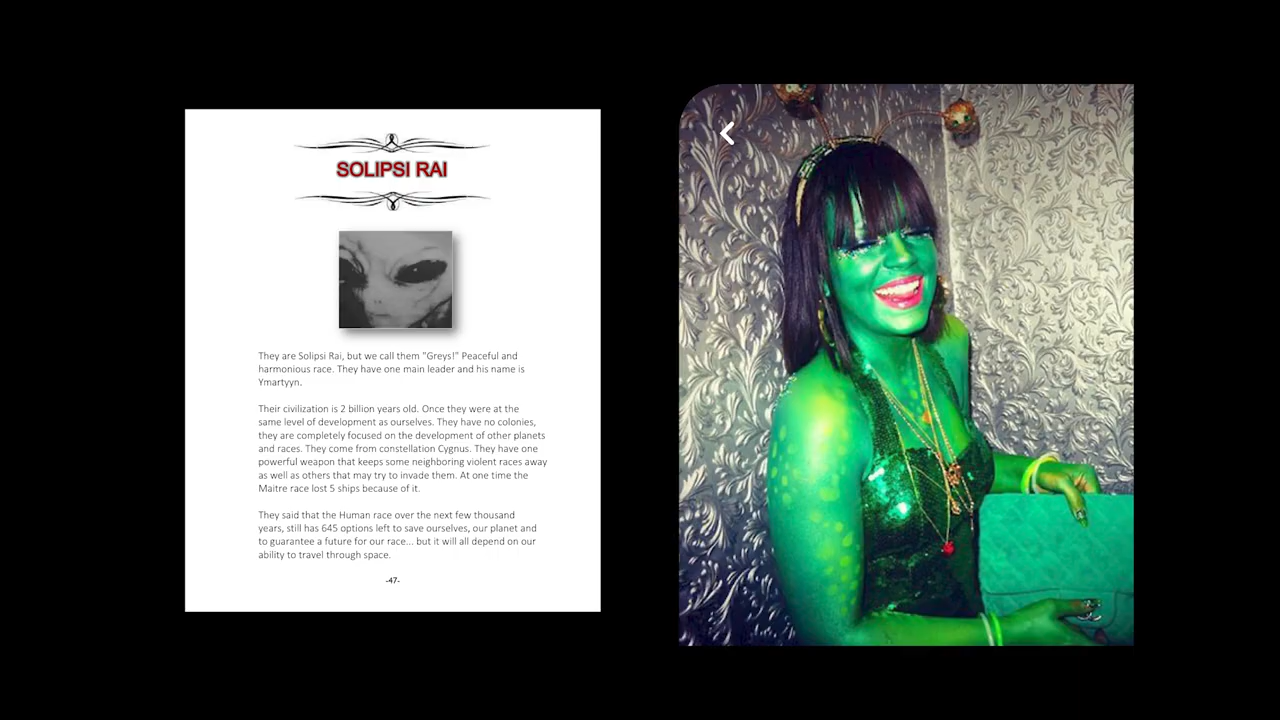 SOLIPSI RAI
They are Solipsi Rai, but we call them "Greys!" Peaceful and
harmonious race. They have one main leader and his name is
Ymartyyn.
Their civilization is 2 billion years old. Once they were at the
same level of development as ourselves. They have no colonies,
they are completely focused on the development of other planets
and races. They come from constellation Cygnus. They have one
powerful weapon that keeps some neighboring violent races away
as well as others that may try to invade them. At one time the
Maitre race lost 5 ships because of it.
They said that the Human race over the next few thousand
years, still has 645 options left to save ourselves, our planet and
to guarantee a future for our race... but it will all depend on our
ability to travel through space.
-47-